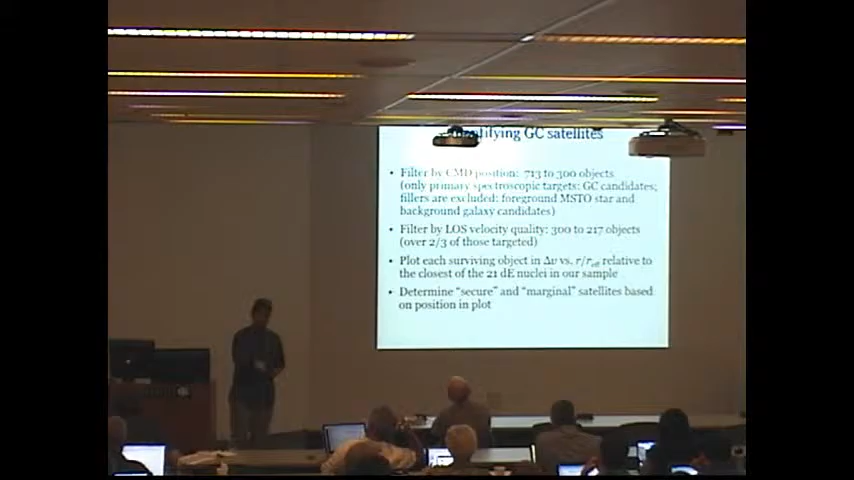 GC satellites
• Filter by CMD position: 713 to 300 objects
(only primary spectroscopic targets: GC candidates;
fillers are excluded: foreground MSTO star and
background galaxy candidates)
• Filter by LOS velocity quality: 300 to 217 objects
(over 2/3 of those targeted)
• Plot each surviving object in Δv vs. r/r_eff relative to
the closest of the 21 dE nuclei in our sample
• Determine “secure” and “marginal” satellites based
on position in plot